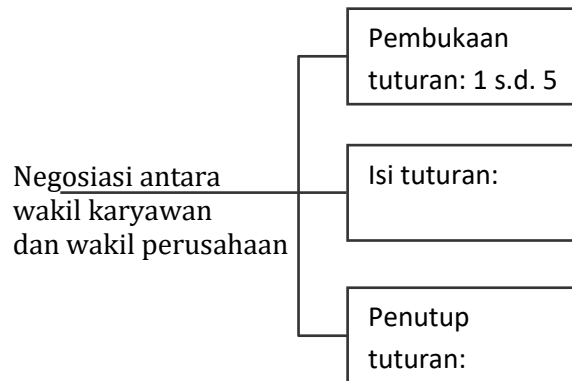 Pembukaan
tuturan: 1 s.d. 5
Negosiasi antara
wakil karyawan
dan wakil perusahaan
Isi tuturan:
Penutup
tuturan: